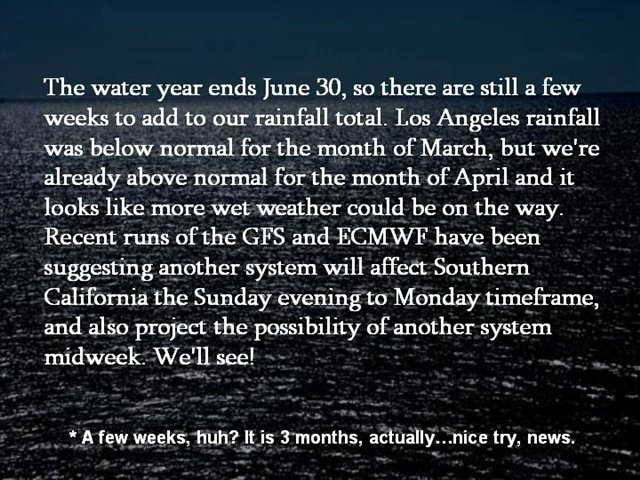 The water year ends June 30, so there are still a few
weeks to add to our rainfall total. Los Angeles rainfall
was below normal for the month of March, but we're
already above normal for the month of April and it
looks like more wet weather could be on the way.
Recent runs of the GFS and ECMWF have been
suggesting another system will affect Southern
California the Sunday evening to Monday timeframe,
and also project the possibility of another system
midweek. We'll see!
* A few weeks, huh? It is 3 months, actually...nice try, news.